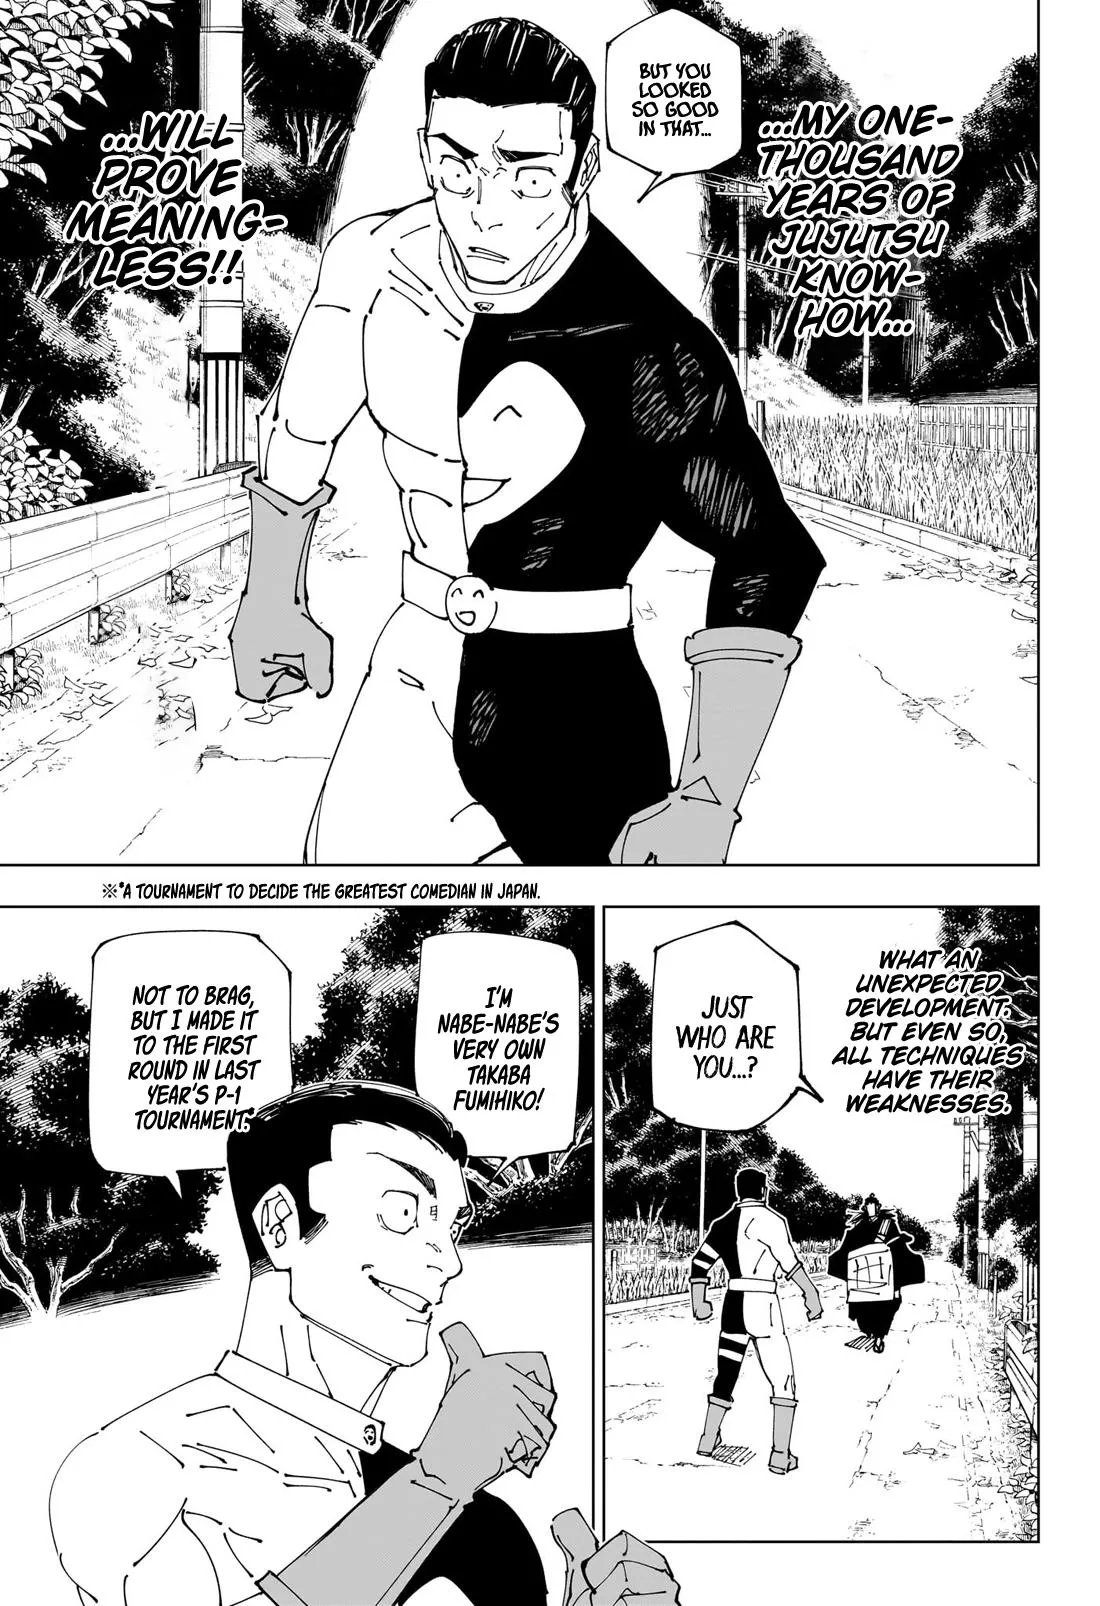 ...MY ONE-
THOUSAND
YEARS OF
JUJUTSU
KNOW-
HOW...
BUT YOU
LOOKED
SO GOOD
IN THAT...
...WILL
PROVE
MEANING-
LESS!!
※*A TOURNAMENT TO DECIDE THE GREATEST COMEDIAN IN JAPAN.
WHAT AN
UNEXPECTED
DEVELOPMENT.
BUT EVEN SO,
ALL TECHNIQUES
HAVE THEIR
WEAKNESSES.
JUST
WHO ARE
YOU...?
I'M
NABE-NABE'S
VERY OWN
TAKABA
FUMIHIKO!
NOT TO BRAG,
BUT I MADE IT
TO THE FIRST
ROUND IN LAST
YEAR'S P-1
TOURNAMENT.*